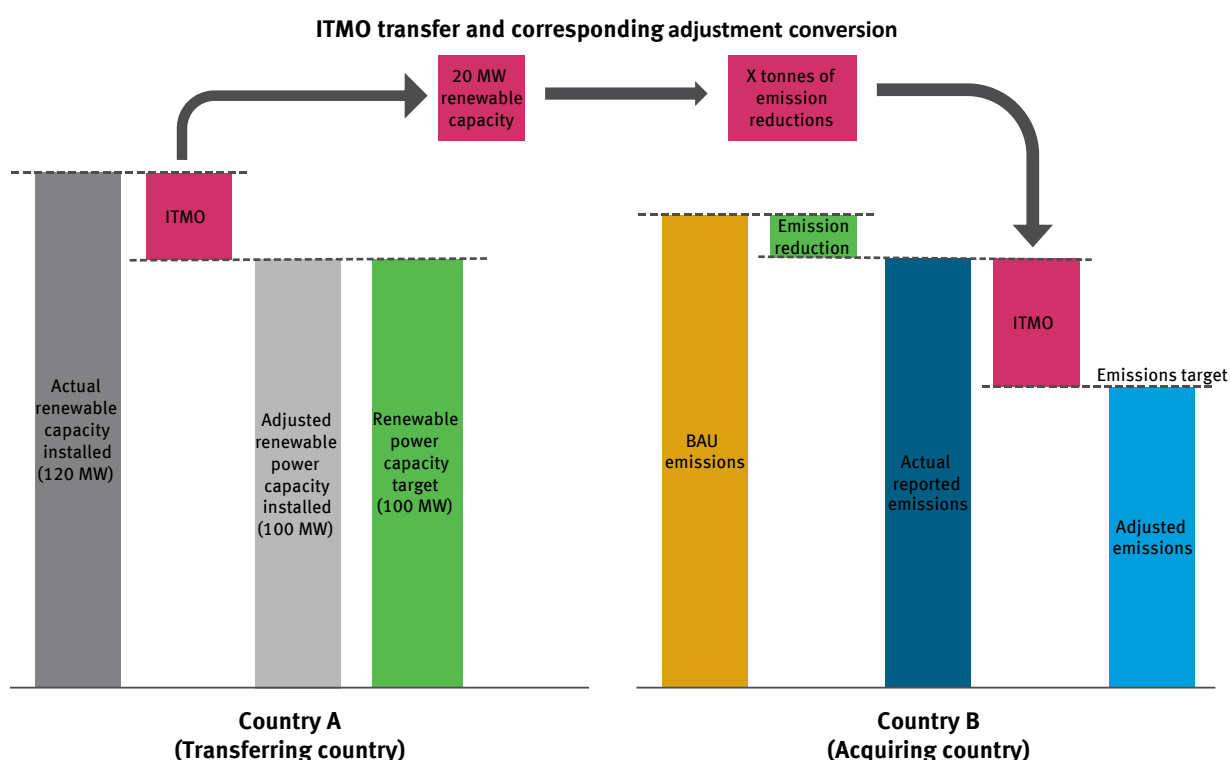 ITMO transfer and corresponding adjustment conversion
20 MW
renewable
capacity
X tonnes of
emission
reductions
ITMO
Actual
renewable
capacity
installed
(120 MW)
Adjusted
renewable
power
capacity
installed
(100 MW)
Renewable
power
capacity
target
(100 MW)
Emission
reduction
BAU
emissions
Actual
reported
emissions
ITMO
Emissions target
Adjusted
emissions
Country A
(Transferring country)
Country B
(Acquiring country)